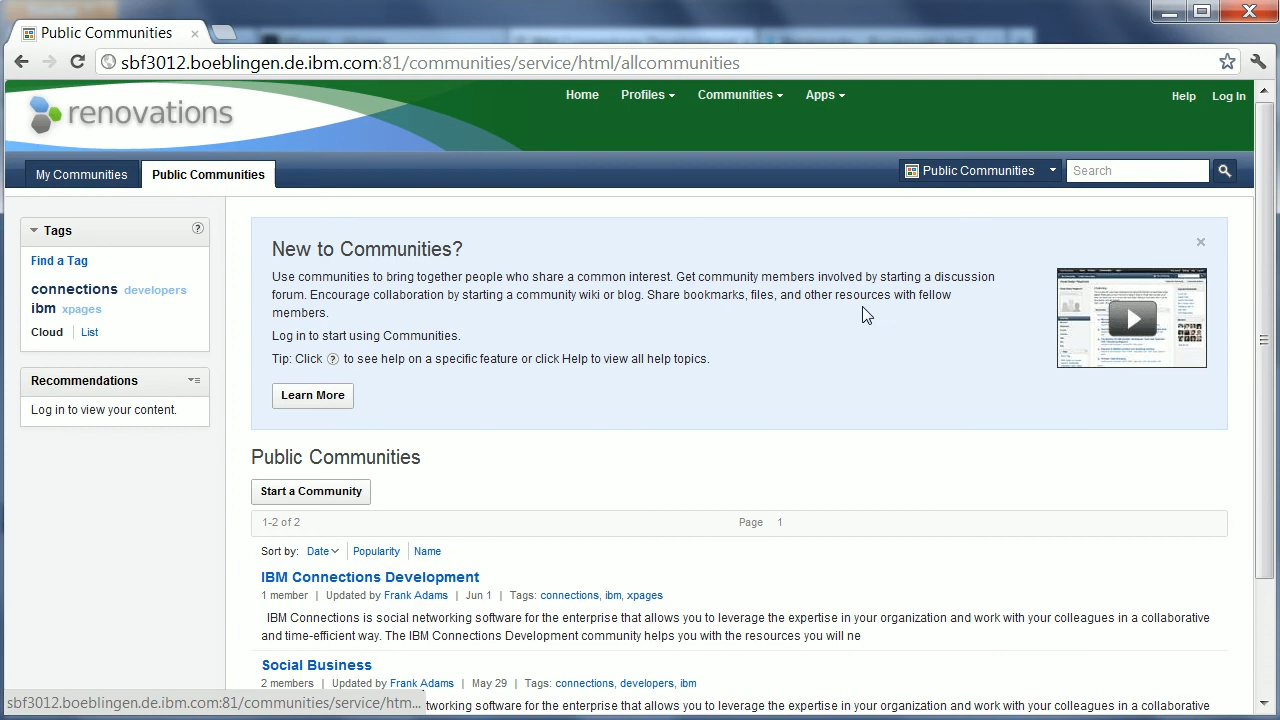 Public Communities
sbf3012.boeblingen.de.ibm.com:81/communities/service/html/allcommunities
renovations
Home Profiles Communities Apps
Help Log In
My Communities Public Communities
Public Communities Search
Tags
Find a Tag
connections developers
ibm xpages
Cloud List
Recommendations
Log in to view your content.
New to Communities?
Use communities to bring together people who share a common interest. Get community members involved by starting a discussion
forum. Encourage collaboration by creating a community wiki or blog. Share bookmarks, files, and other resources with fellow
members.
Log in to start using Communities.
Tip: Click ? to see help for a specific feature or click Help to view all help topics.
Learn More
Public Communities
Start a Community
1-2 of 2 Page 1
Sort by: Date Popularity Name
IBM Connections Development
1 member | Updated by Frank Adams | Jun 1 | Tags: connections, ibm, xpages
IBM Connections is social networking software for the enterprise that allows you to leverage the expertise in your organization and work with your colleagues in a collaborative
and time-efficient way. The IBM Connections Development community helps you with the resources you will ne
Social Business
2 members | Updated by Frank Adams | May 29 | Tags: connections, developers, ibm
tworking software for the enterprise that allows you to leverage the expertise in your organization and work with your colleagues in a collaborative
sbf3012.boeblingen.de.ibm.com:81/communities/service/htm...